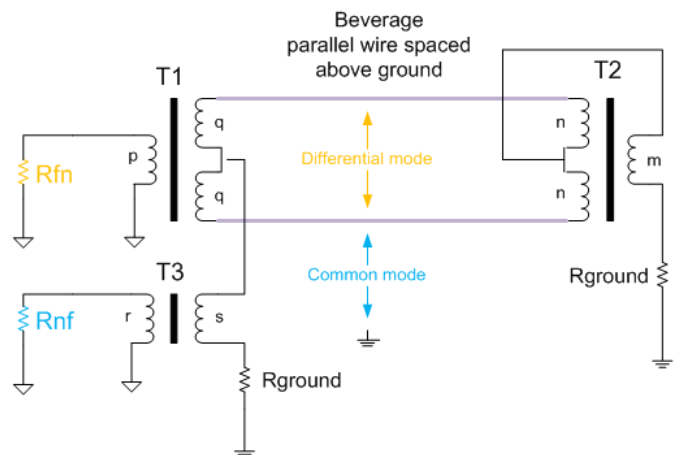 Beverage
parallel wire spaced
above ground
T1
T2
q
n
p
Rfn
Differential mode
m
q
n
T3
Common mode
Rground
Rnf
r
s
Rground